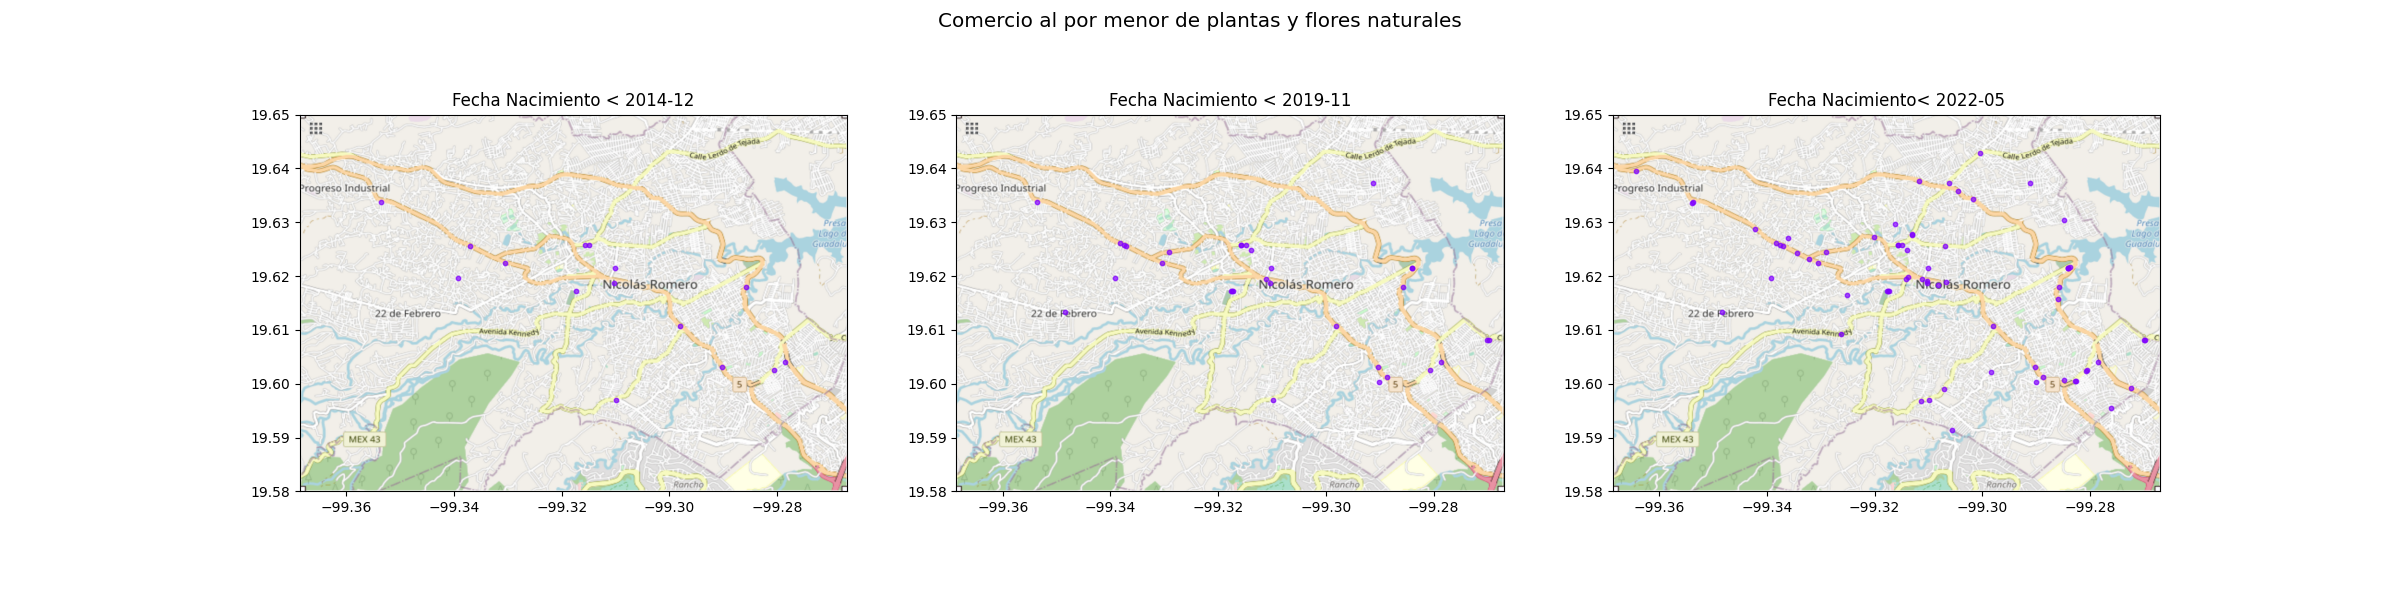 Comercio al por menor de plantas y flores naturales
Fecha Nacimiento < 2014-12
19.65
19.64
19.63
19.62
19.61
19.60
19.59
19.58
−99.36
−99.34
−99.32
−99.30
−99.28
Calle Lerdo de Tejada
Progreso Industrial
Presa
Lago d
Guadalu
Nicolás Romero
22 de Febrero
Avenida Kennedy
5
MEX 43
Rancho
Fecha Nacimiento < 2019-11
19.65
19.64
19.63
19.62
19.61
19.60
19.59
19.58
−99.36
−99.34
−99.32
−99.30
−99.28
Calle Lerdo de Tejada
Progreso Industrial
Presa
Lago d
Guadalu
Nicolás Romero
22 de Febrero
Avenida Kennedy
5
MEX 43
Rancho
Fecha Nacimiento< 2022-05
19.65
19.64
19.63
19.62
19.61
19.60
19.59
19.58
−99.36
−99.34
−99.32
−99.30
−99.28
Calle Lerdo de Tejada
Progreso Industrial
Presa
Lago d
Guadalu
Nicolás Romero
22 de Febrero
Avenida Kennedy
5
MEX 43
Rancho